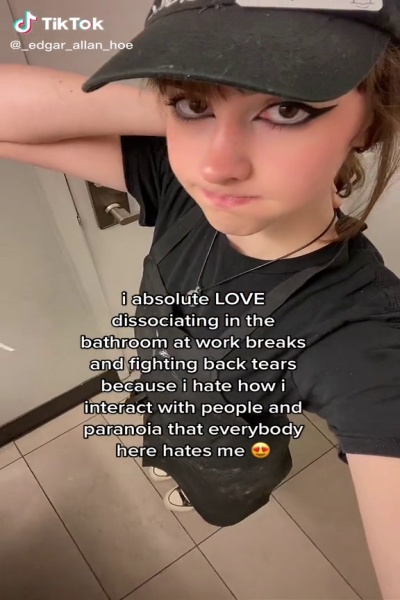 TikTok
@_edgar_allan_hoe
i absolute LOVE
dissociating in the
bathroom at work breaks
and fighting back tears
because i hate how i
interact with people and
paranoia that everybody
here hates me 😍